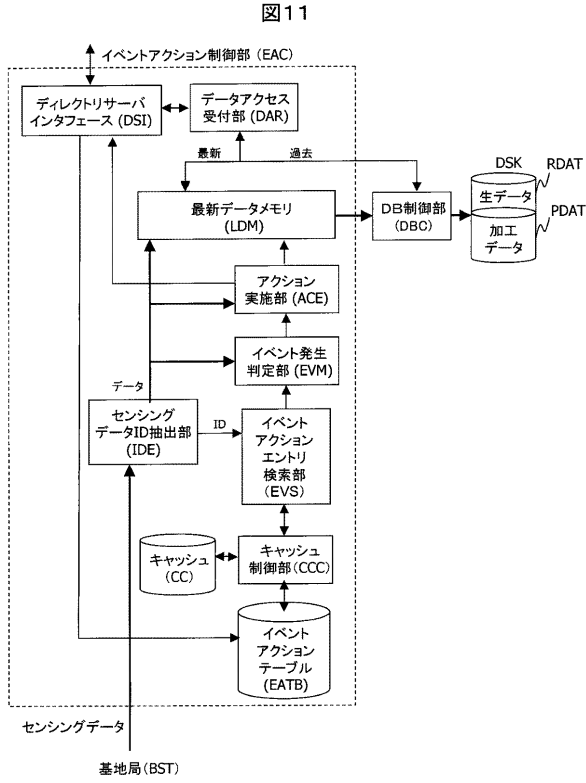 図11
イベントアクション制御部(EAC)
ディレクトリサーバ
インタフェース(DSI)
データアクセス
受付部(DAR)
最新
過去
最新データメモリ
(LDM)
DB制御部
(DBC)
DSK
RDAT
生データ
PDAT
加工
データ
アクション
実施部(ACE)
イベント発生
判定部(EVM)
データ
センシング
データID抽出部
(IDE)
ID
イベント
アクション
エントリ
検索部
(EVS)
キャッシュ
(CC)
キャッシュ
制御部(CCC)
イベント
アクション
テーブル
(EATB)
センシングデータ
基地局(BST)